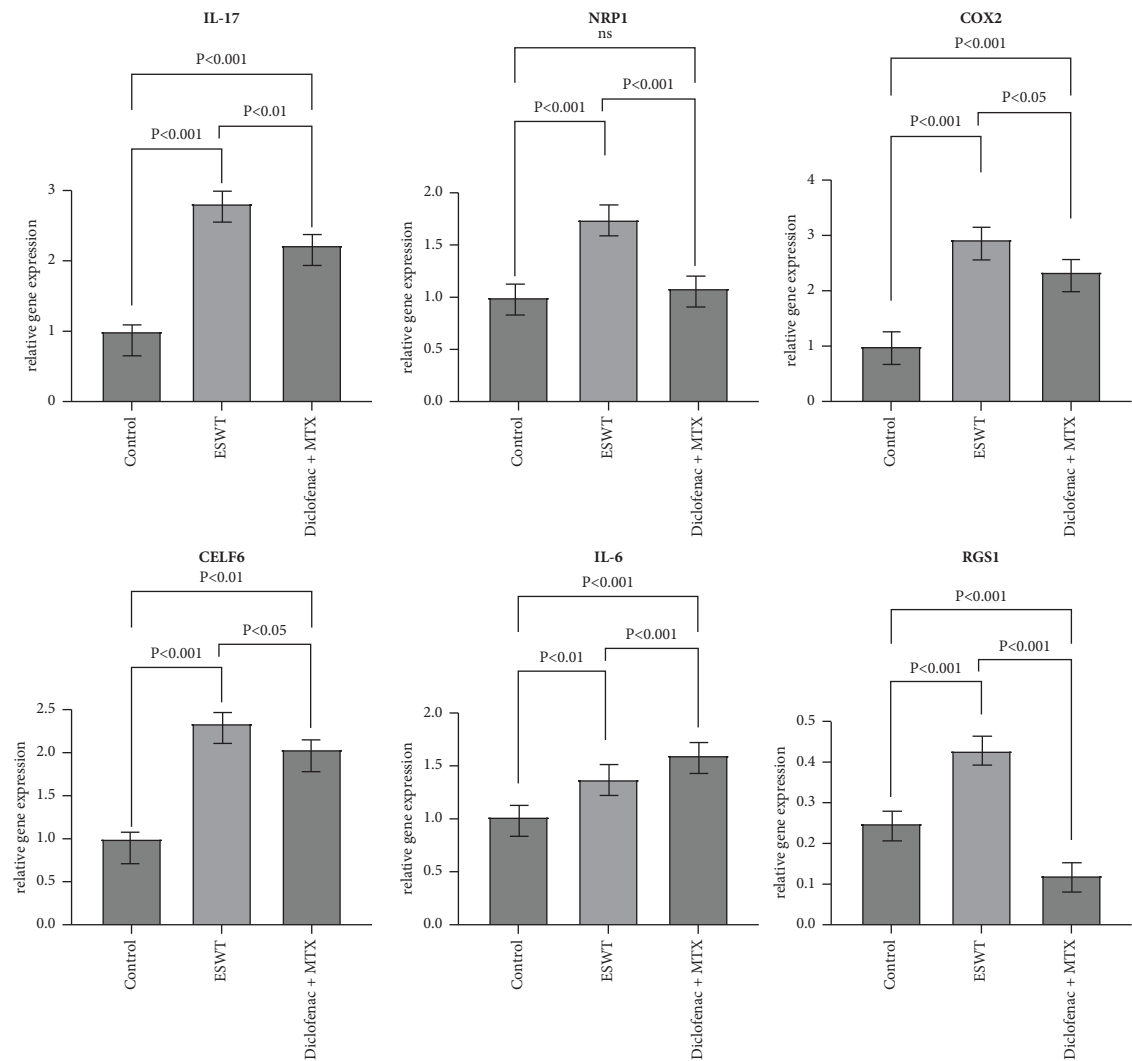 IL-17
P<0.001
P<0.01
P<0.001
relative gene expression
3
2
1
0
Control
ESWT
Diclofenac + MTX
NRP1
ns
P<0.001
P<0.001
relative gene expression
2.0
1.5
1.0
0.5
0.0
Control
ESWT
Diclofenac + MTX
COX2
P<0.001
P<0.05
P<0.001
relative gene expression
4
3
2
1
0
Control
ESWT
Diclofenac + MTX
CELF6
P<0.01
P<0.05
P<0.001
relative gene expression
2.5
2.0
1.5
1.0
0.5
0.0
Control
ESWT
Diclofenac + MTX
IL-6
P<0.001
P<0.001
P<0.01
relative gene expression
2.0
1.5
1.0
0.5
0.0
Control
ESWT
Diclofenac + MTX
RGS1
P<0.001
P<0.001
P<0.001
relative gene expression
0.5
0.4
0.3
0.2
0.1
0.0
Control
ESWT
Diclofenac + MTX